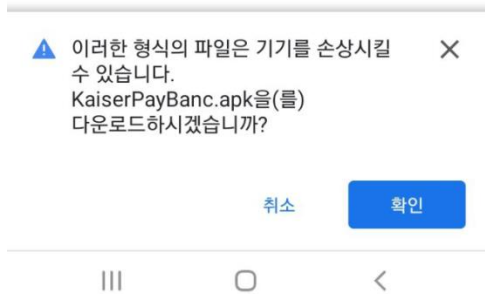 이러한 형식의 파일은 기기를 손상시킬
수 있습니다.
KaiserPayBanc.apk을(를)
다운로드하시겠습니까?
취소
확인